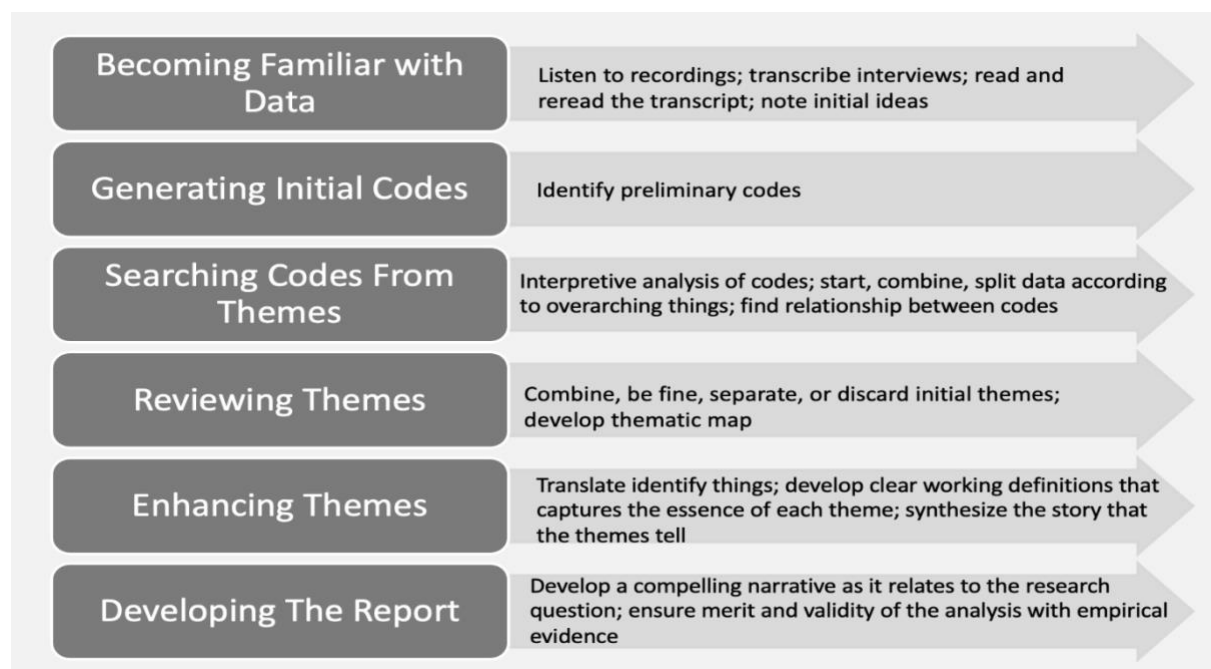 Becoming Familiar with
Data
Listen to recordings; transcribe interviews; read and
reread the transcript; note initial ideas
Generating Initial Codes
Identify preliminary codes
Searching Codes From
Themes
Interpretive analysis of codes; start, combine, split data according
to overarching things; find relationship between codes
Reviewing Themes
Combine, be fine, separate, or discard initial themes;
develop thematic map
Enhancing Themes
Translate identify things; develop clear working definitions that
captures the essence of each theme; synthesize the story that
the themes tell
Developing The Report
Develop a compelling narrative as it relates to the research
question; ensure merit and validity of the analysis with empirical
evidence